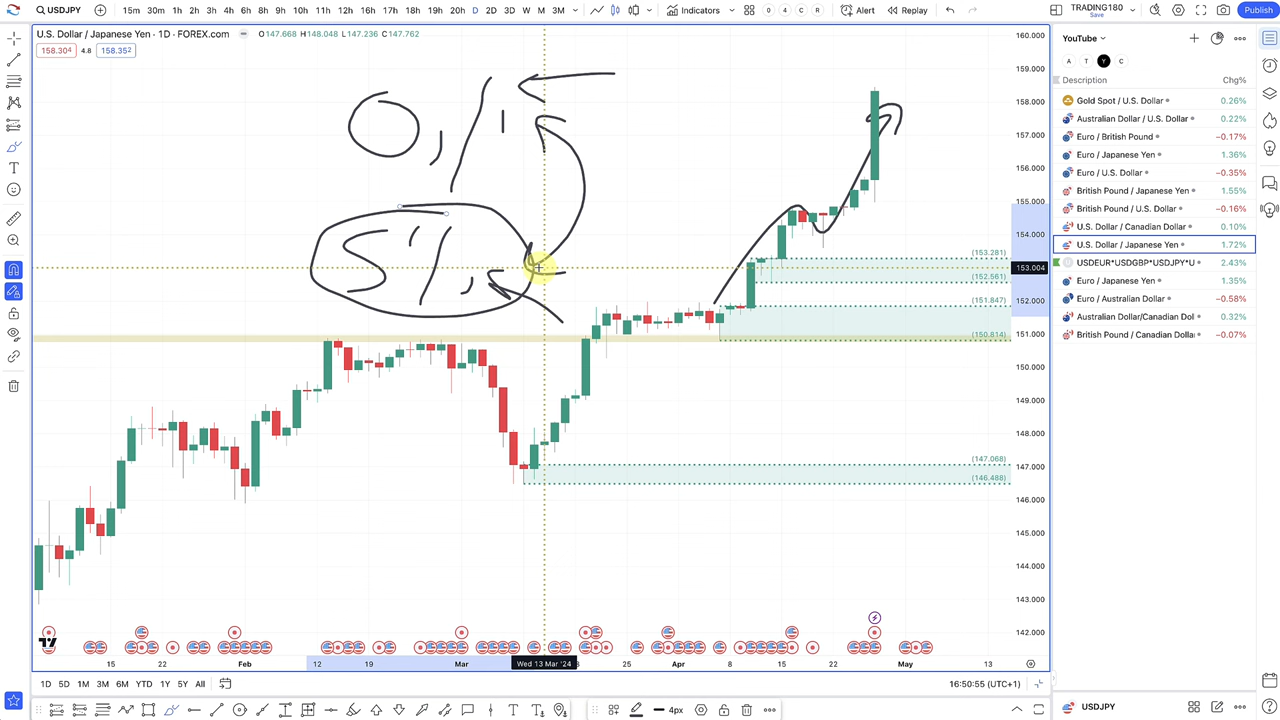 USDJPY
15m 30m 1h 2h 3h 4h 6h 8h 9h 10h 11h 12h 16h 17h 18h 19h 20h D 2D 3D W M 3M
Indicators
Alert
Replay
TRADING180
Save
Publish
U.S. Dollar / Japanese Yen · 1D · FOREX.com
O147.668 H148.048 L147.236 C147.762
158.304 4.8 158.352
160.000
159.000
158.000
157.000
156.000
155.000
154.000
153.004
152.000
151.000
150.000
149.000
148.000
147.000
146.000
145.000
144.000
143.000
142.000
(153.281)
(152.561)
(151.847)
(150.814)
(147.068)
(146.488)
15 22 Feb 12 19 Mar Wed 13 Mar '24 25 Apr 8 15 22 May 13
1D 5D 1M 3M 6M YTD 1Y 5Y All
16:50:55 (UTC+1)
4px
YouTube
A T Y C
Description Chg%
Gold Spot / U.S. Dollar 0.26%
Australian Dollar / U.S. Dollar 0.22%
Euro / British Pound −0.17%
Euro / Japanese Yen 1.36%
Euro / U.S. Dollar −0.35%
British Pound / Japanese Yen 1.55%
British Pound / U.S. Dollar −0.16%
U.S. Dollar / Canadian Dollar 0.10%
U.S. Dollar / Japanese Yen 1.72%
USDEUR*USDGBP*USDJPY*U 2.43%
Euro / Japanese Yen 1.35%
Euro / Australian Dollar −0.58%
Australian Dollar/Canadian Dol 0.32%
British Pound / Canadian Dolla −0.07%
USDJPY